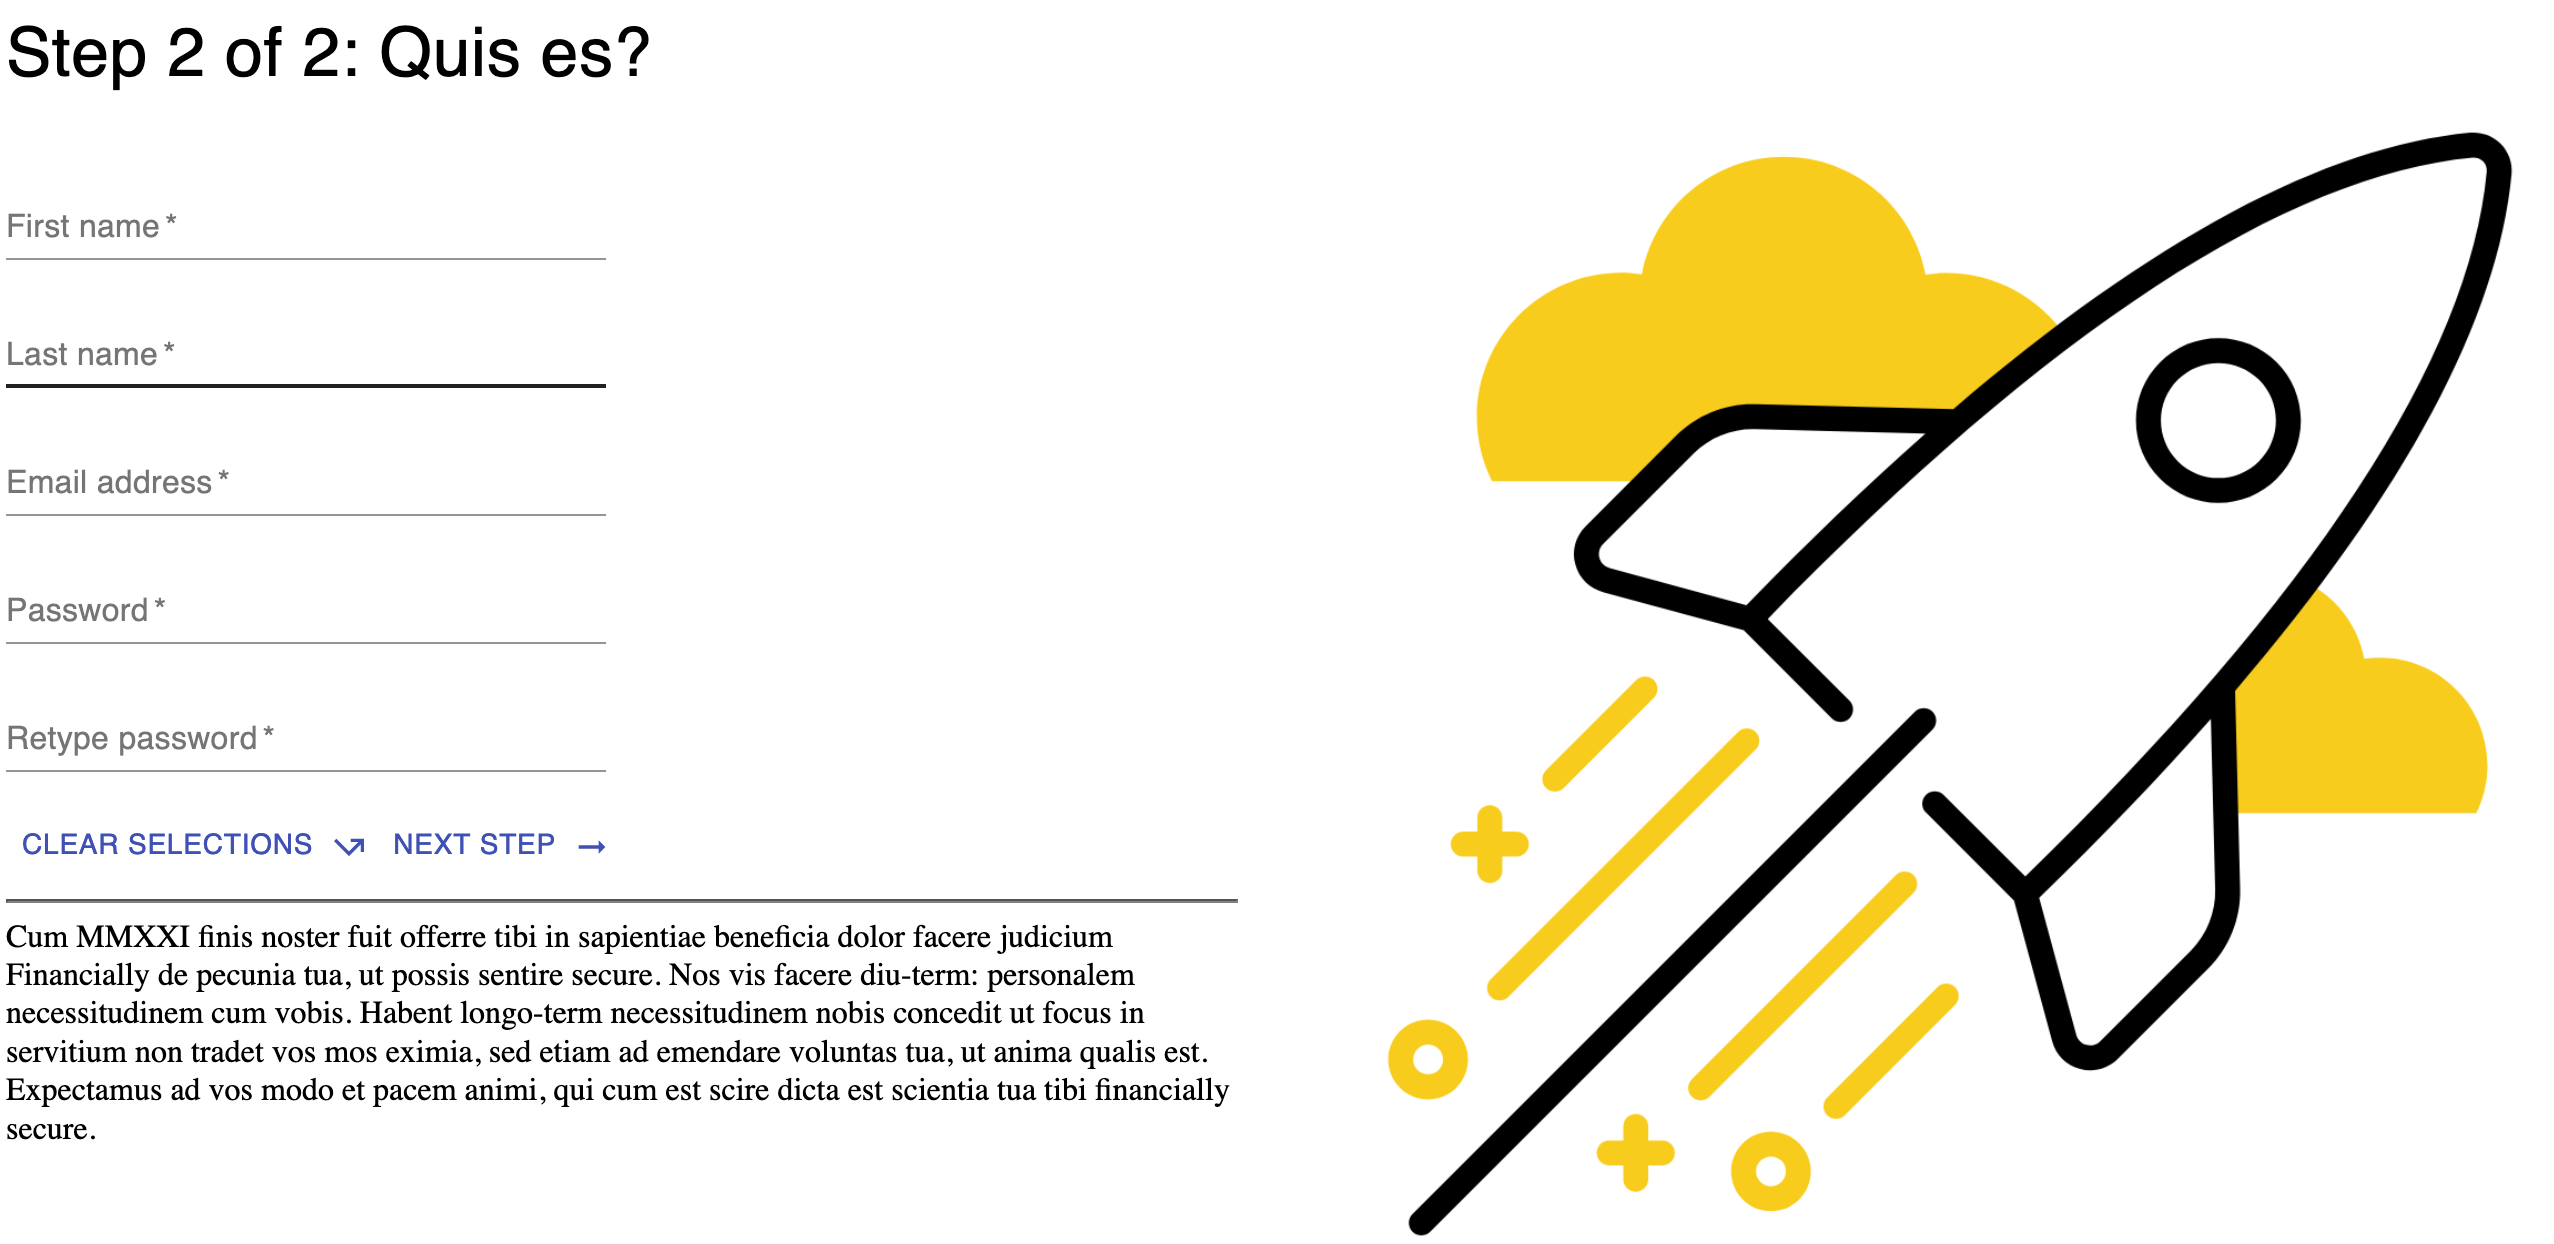 Step 2 of 2: Quis es?
First name *
Last name *
Email address *
Password *
Retype password *
CLEAR SELECTIONS NEXT STEP
Cum MMXXI finis noster fuit offerre tibi in sapientiae beneficia dolor facere judicium
Financially de pecunia tua, ut possis sentire secure. Nos vis facere diu-term: personalem
necessitudinem cum vobis. Habent longo-term necessitudinem nobis concedit ut focus in
servitium non tradet vos mos eximia, sed etiam ad emendare voluntas tua, ut anima qualis est.
Expectamus ad vos modo et pacem animi, qui cum est scire dicta est scientia tua tibi financially
secure.